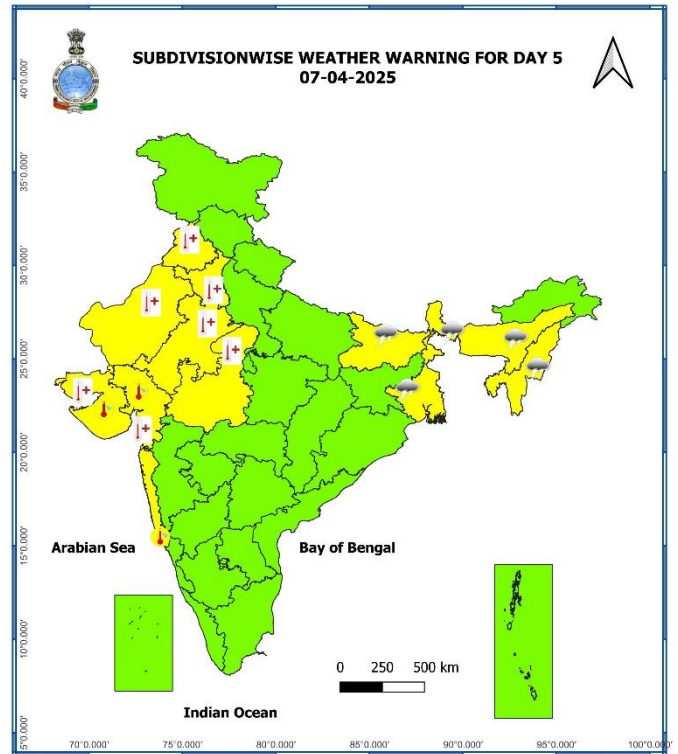 SUBDIVISIONWISE WEATHER WARNING FOR DAY 5
07-04-2025
40°0.000'
35°0.000'
30°0.000'
25°0.000'
20°0.000'
15°0.000'
10°0.000'
5°0.000'
Arabian Sea
Bay of Bengal
0 250 500 km
Indian Ocean
70°0.000' 75°0.000' 80°0.000' 85°0.000' 90°0.000' 95°0.000' 100°0.000'